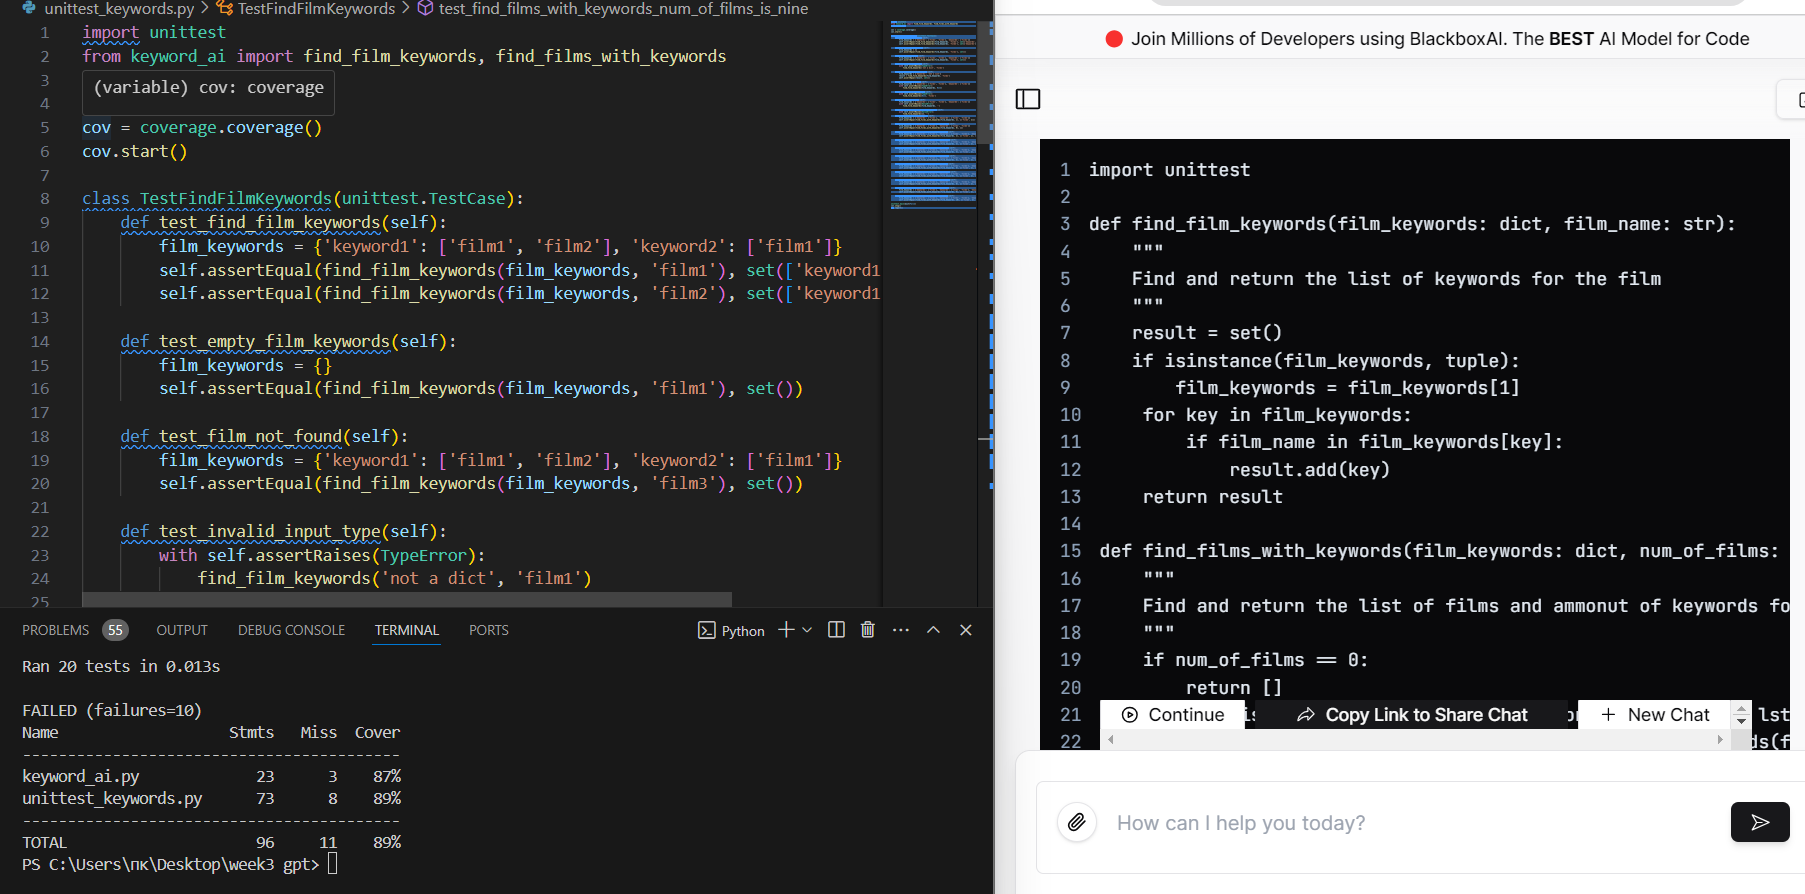 unittest_keywords.py > TestFindFilmKeywords > test_find_films_with_keywords_num_of_films_is_nine
1 import unittest
2 from keyword_ai import find_film_keywords, find_films_with_keywords
3
(variable) cov: coverage
4
5 cov = coverage.coverage()
6 cov.start()
7
8 class TestFindFilmKeywords(unittest.TestCase):
9 def test_find_film_keywords(self):
10 film_keywords = {'keyword1': ['film1', 'film2'], 'keyword2': ['film1']}
11 self.assertEqual(find_film_keywords(film_keywords, 'film1'), set(['keyword1
12 self.assertEqual(find_film_keywords(film_keywords, 'film2'), set(['keyword1
13
14 def test_empty_film_keywords(self):
15 film_keywords = {}
16 self.assertEqual(find_film_keywords(film_keywords, 'film1'), set())
17
18 def test_film_not_found(self):
19 film_keywords = {'keyword1': ['film1', 'film2'], 'keyword2': ['film1']}
20 self.assertEqual(find_film_keywords(film_keywords, 'film3'), set())
21
22 def test_invalid_input_type(self):
23 with self.assertRaises(TypeError):
24 find_film_keywords('not a dict', 'film1')
25
PROBLEMS 55 OUTPUT DEBUG CONSOLE TERMINAL PORTS Python
Ran 20 tests in 0.013s
FAILED (failures=10)
Name Stmts Miss Cover
-----------------------------------------
keyword_ai.py 23 3 87%
unittest_keywords.py 73 8 89%
-----------------------------------------
TOTAL 96 11 89%
PS C:\Users\пк\Desktop\week3 gpt>
Join Millions of Developers using BlackboxAI. The BEST AI Model for Code
1 import unittest
2
3 def find_film_keywords(film_keywords: dict, film_name: str):
4 """
5 Find and return the list of keywords for the film
6 """
7 result = set()
8 if isinstance(film_keywords, tuple):
9 film_keywords = film_keywords[1]
10 for key in film_keywords:
11 if film_name in film_keywords[key]:
12 result.add(key)
13 return result
14
15 def find_films_with_keywords(film_keywords: dict, num_of_films:
16 """
17 Find and return the list of films and ammonut of keywords fo
18 """
19 if num_of_films == 0:
20 return []
21 lst
22 ds(f
Continue Copy Link to Share Chat + New Chat
How can I help you today?